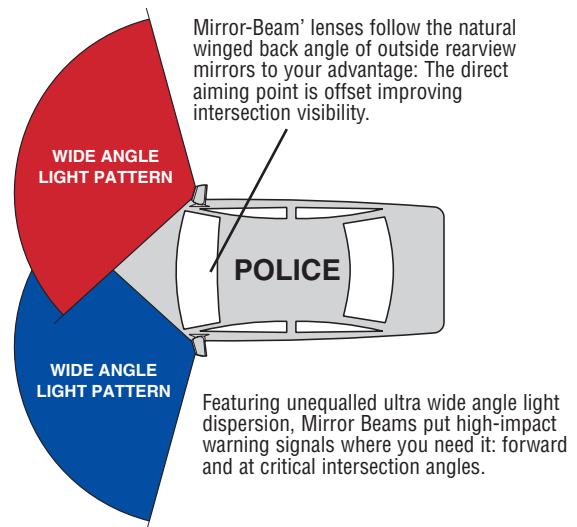 Mirror-Beam’ lenses follow the natural
winged back angle of outside rearview
mirrors to your advantage: The direct
aiming point is offset improving
intersection visibility.
WIDE ANGLE
LIGHT PATTERN
POLICE
WIDE ANGLE
LIGHT PATTERN
Featuring unequalled ultra wide angle light
dispersion, Mirror Beams put high-impact
warning signals where you need it: forward
and at critical intersection angles.